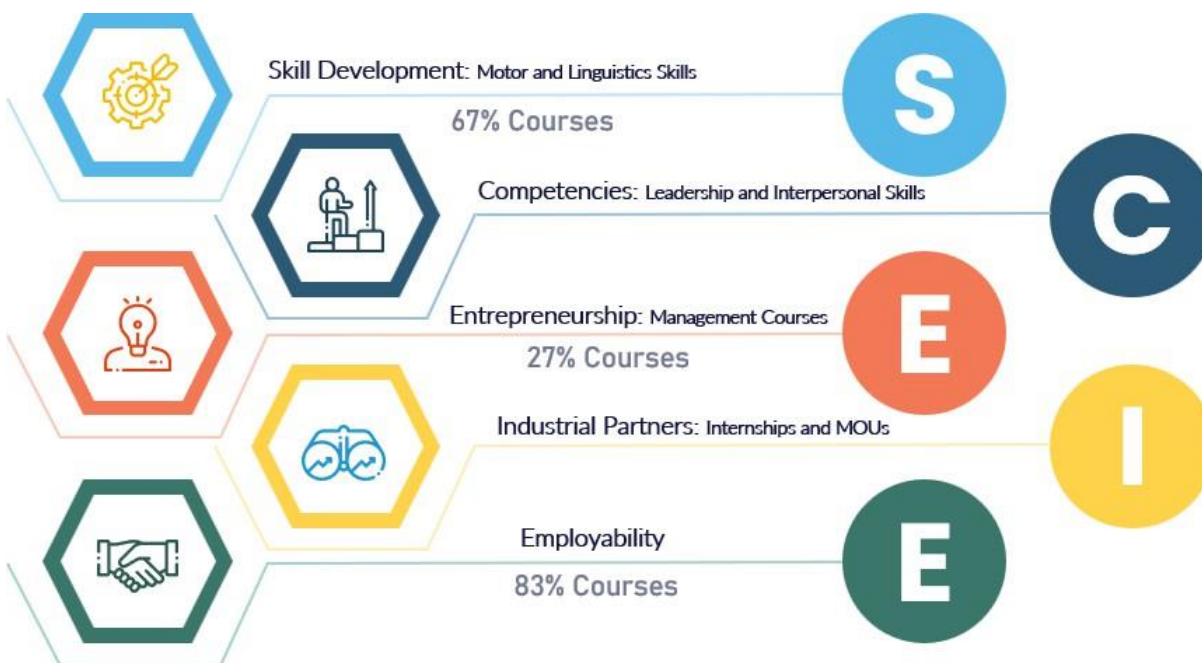 Skill Development: Motor and Linguistics Skills
S
67% Courses
Competencies: Leadership and Interpersonal Skills
C
Entrepreneurship: Management Courses
E
27% Courses
Industrial Partners: Internships and MOUs
I
Employability
E
83% Courses